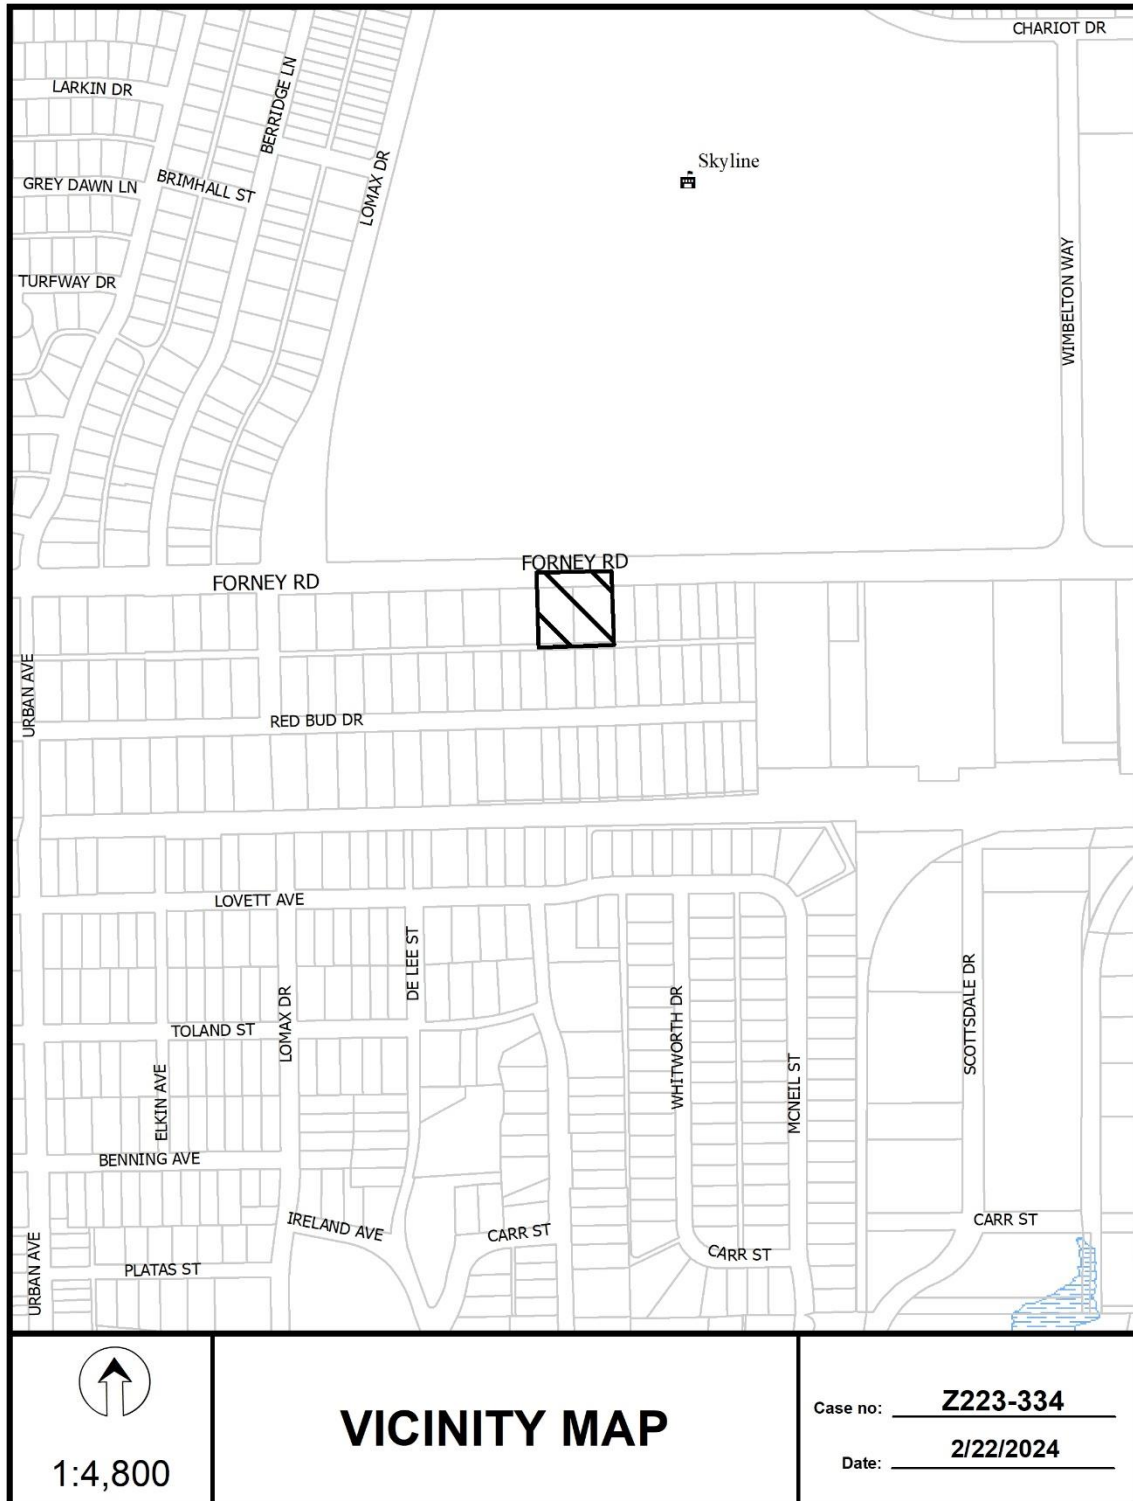 CHARIOT DR
LARKIN DR
BERRIDGE LN
Skyline
GREY DAWN LN
BRIMHALL ST
LOMAX DR
TURFWAY DR
WIMBELTON WAY
FORNEY RD
FORNEY RD
URBAN AVE
RED BUD DR
LOVETT AVE
DE LEE ST
TOLAND ST
LOMAX DR
WHITWORTH DR
SCOTTSDALE DR
ELKIN AVE
MCNEIL ST
BENNING AVE
IRELAND AVE
CARR ST
CARR ST
CARR ST
URBAN AVE
PLATAS ST
1:4,800
VICINITY MAP
Case no: Z223-334
Date: 2/22/2024